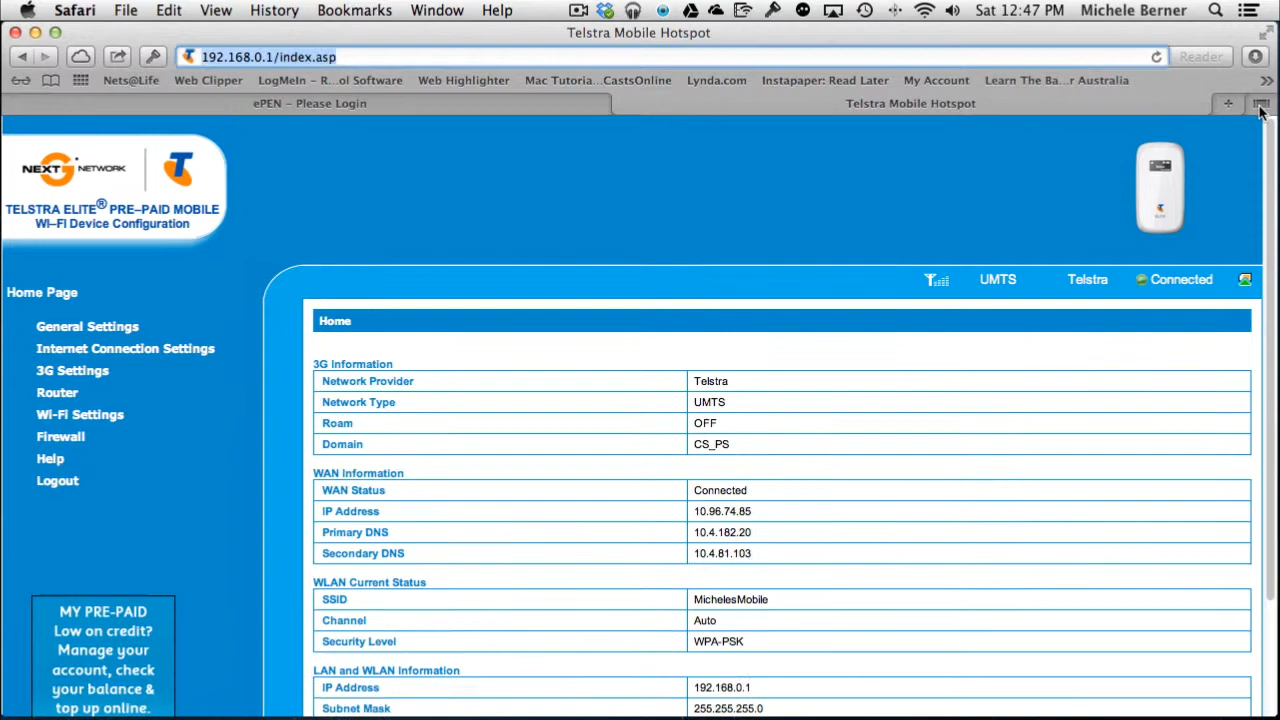 Safari File Edit View History Bookmarks Window Help Sat 12:47 PM Michele Berner
Telstra Mobile Hotspot
192.168.0.1/index.asp Reader
Nets@Life Web Clipper LogMeIn – R...ol Software Web Highlighter Mac Tutoria...CastsOnline Lynda.com Instapaper: Read Later My Account Learn The Ba...r Australia
ePEN – Please Login Telstra Mobile Hotspot
NEXT G NETWORK T
TELSTRA ELITE® PRE–PAID MOBILE
WI–FI Device Configuration
UMTS Telstra Connected
Home Page
General Settings
Internet Connection Settings
3G Settings
Router
Wi-Fi Settings
Firewall
Help
Logout
MY PRE-PAID
Low on credit?
Manage your
account, check
your balance &
top up online.
Home
3G Information
Network Provider Telstra
Network Type UMTS
Roam OFF
Domain CS_PS
WAN Information
WAN Status Connected
IP Address 10.96.74.85
Primary DNS 10.4.182.20
Secondary DNS 10.4.81.103
WLAN Current Status
SSID MichelesMobile
Channel Auto
Security Level WPA-PSK
LAN and WLAN Information
IP Address 192.168.0.1
Subnet Mask 255.255.255.0